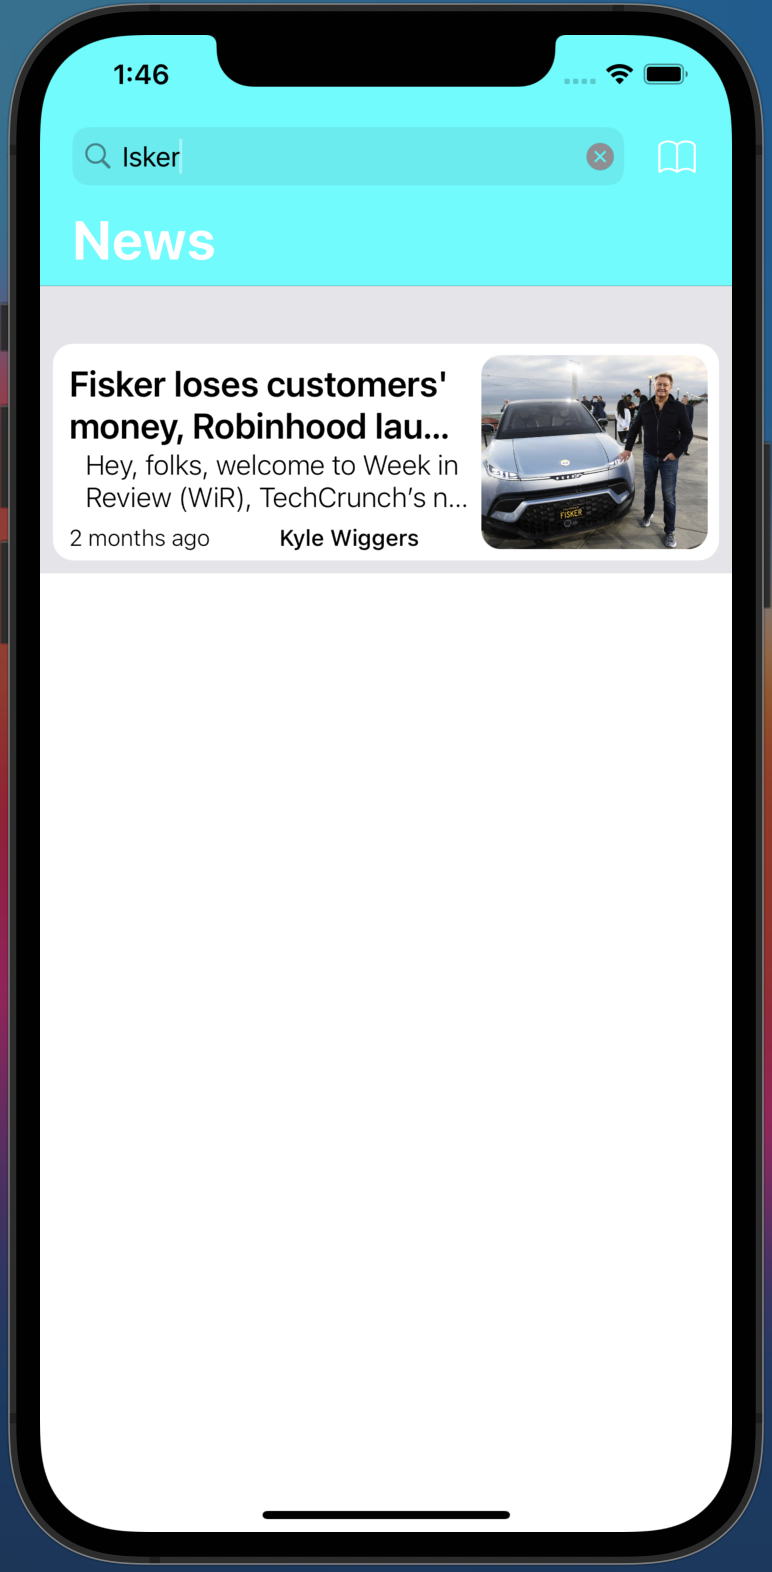 1:46
Isker
News
Fisker loses customers'
money, Robinhood lau...
Hey, folks, welcome to Week in
Review (WiR), TechCrunch’s n...
2 months ago Kyle Wiggers
FISKER